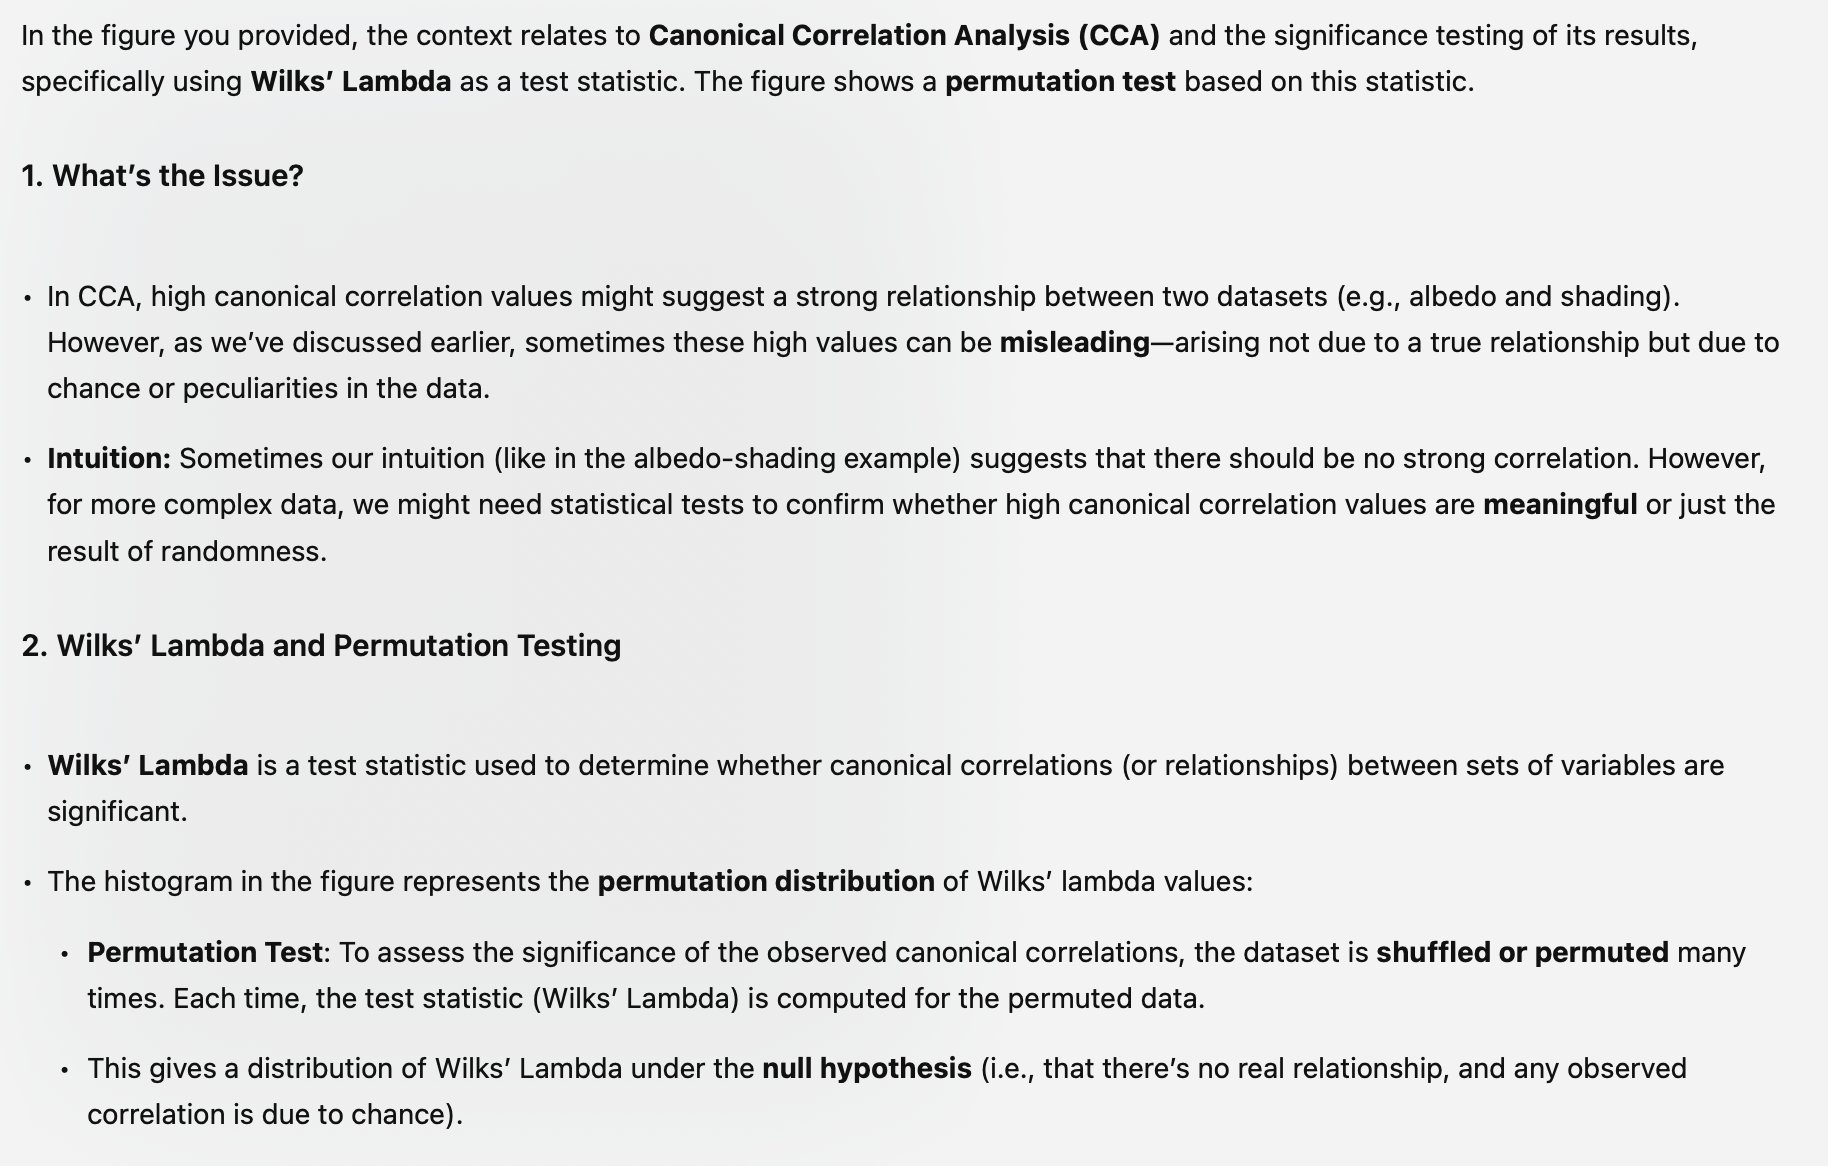 In the figure you provided, the context relates to Canonical Correlation Analysis (CCA) and the significance testing of its results,
specifically using Wilks’ Lambda as a test statistic. The figure shows a permutation test based on this statistic.
1. What’s the Issue?
• In CCA, high canonical correlation values might suggest a strong relationship between two datasets (e.g., albedo and shading).
However, as we’ve discussed earlier, sometimes these high values can be misleading—arising not due to a true relationship but due to
chance or peculiarities in the data.
• Intuition: Sometimes our intuition (like in the albedo-shading example) suggests that there should be no strong correlation. However,
for more complex data, we might need statistical tests to confirm whether high canonical correlation values are meaningful or just the
result of randomness.
2. Wilks’ Lambda and Permutation Testing
• Wilks’ Lambda is a test statistic used to determine whether canonical correlations (or relationships) between sets of variables are
significant.
• The histogram in the figure represents the permutation distribution of Wilks’ lambda values:
• Permutation Test: To assess the significance of the observed canonical correlations, the dataset is shuffled or permuted many
times. Each time, the test statistic (Wilks’ Lambda) is computed for the permuted data.
• This gives a distribution of Wilks’ Lambda under the null hypothesis (i.e., that there’s no real relationship, and any observed
correlation is due to chance).